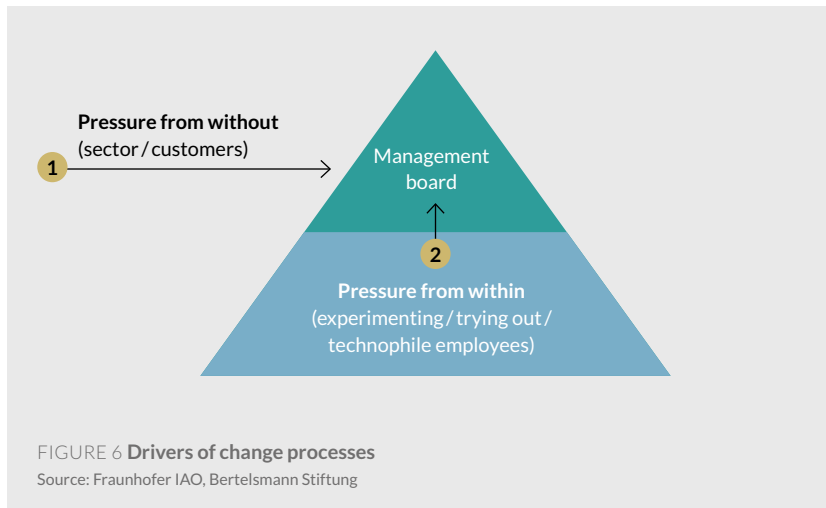 Pressure from without
(sector / customers)
1
Management
board
2
Pressure from within
(experimenting / trying out /
technophile employees)
FIGURE 6 Drivers of change processes
Source: Fraunhofer IAO, Bertelsmann Stiftung